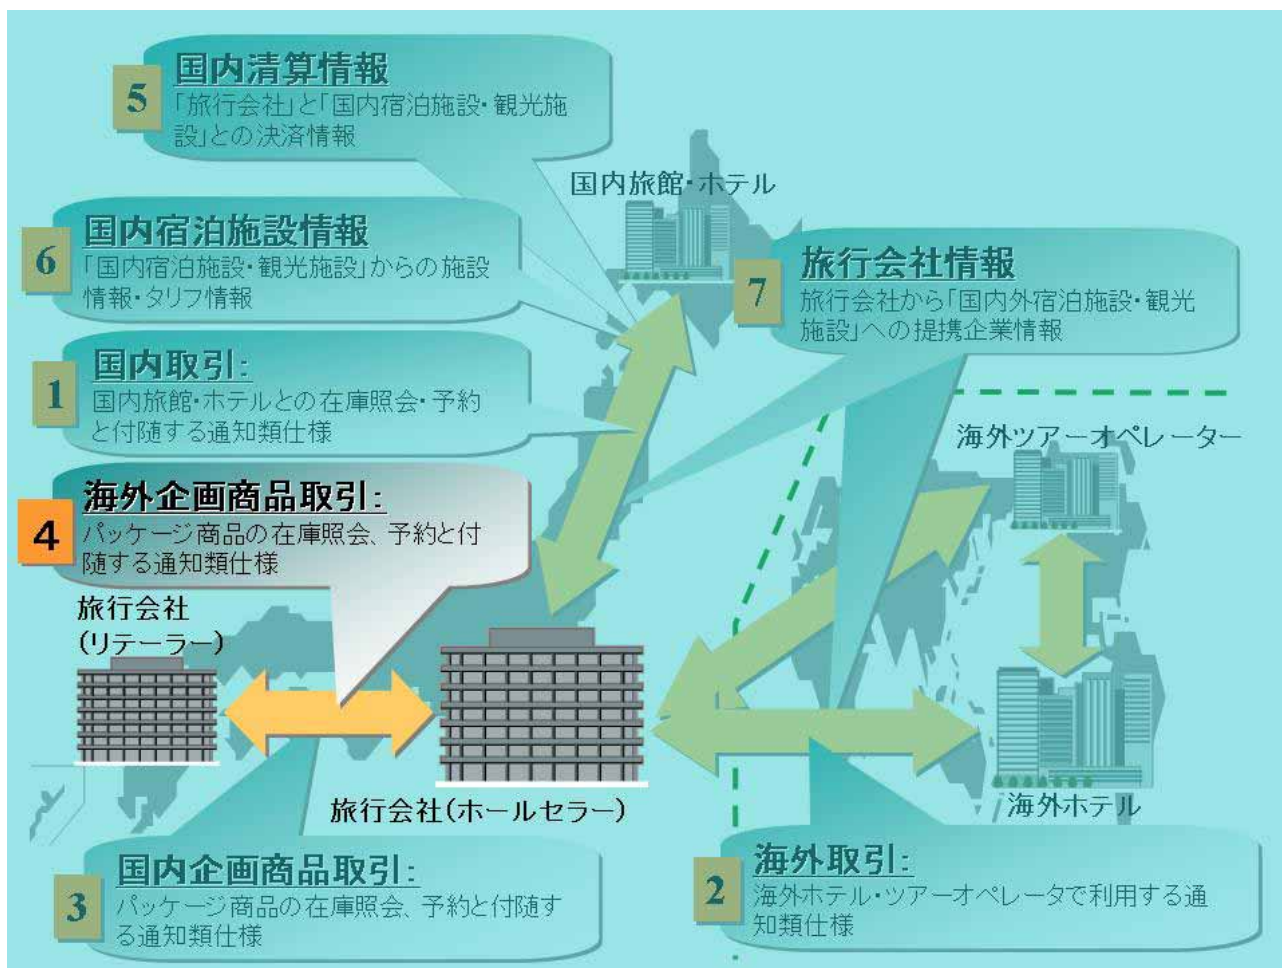 5
国内清算情報
「旅行会社」と「国内宿泊施設・観光施
設」との決済情報
国内旅館・ホテル
6
国内宿泊施設情報
「国内宿泊施設・観光施設」からの施設
情報・タリフ情報
7
旅行会社情報
旅行会社から「国内外宿泊施設・観光
施設」への提携企業情報
1
国内取引:
国内旅館・ホテルとの在庫照会・予約
と付随する通知類仕様
海外ツアーオペレーター
4
海外企画商品取引:
パッケージ商品の在庫照会、予約と付
随する通知類仕様
旅行会社
(リテーラー)
旅行会社(ホールセラー)
海外ホテル
3
国内企画商品取引:
パッケージ商品の在庫照会、予約と付随す
る通知類仕様
2
海外取引:
海外ホテル・ツアーオペレータで利用する通
知類仕様